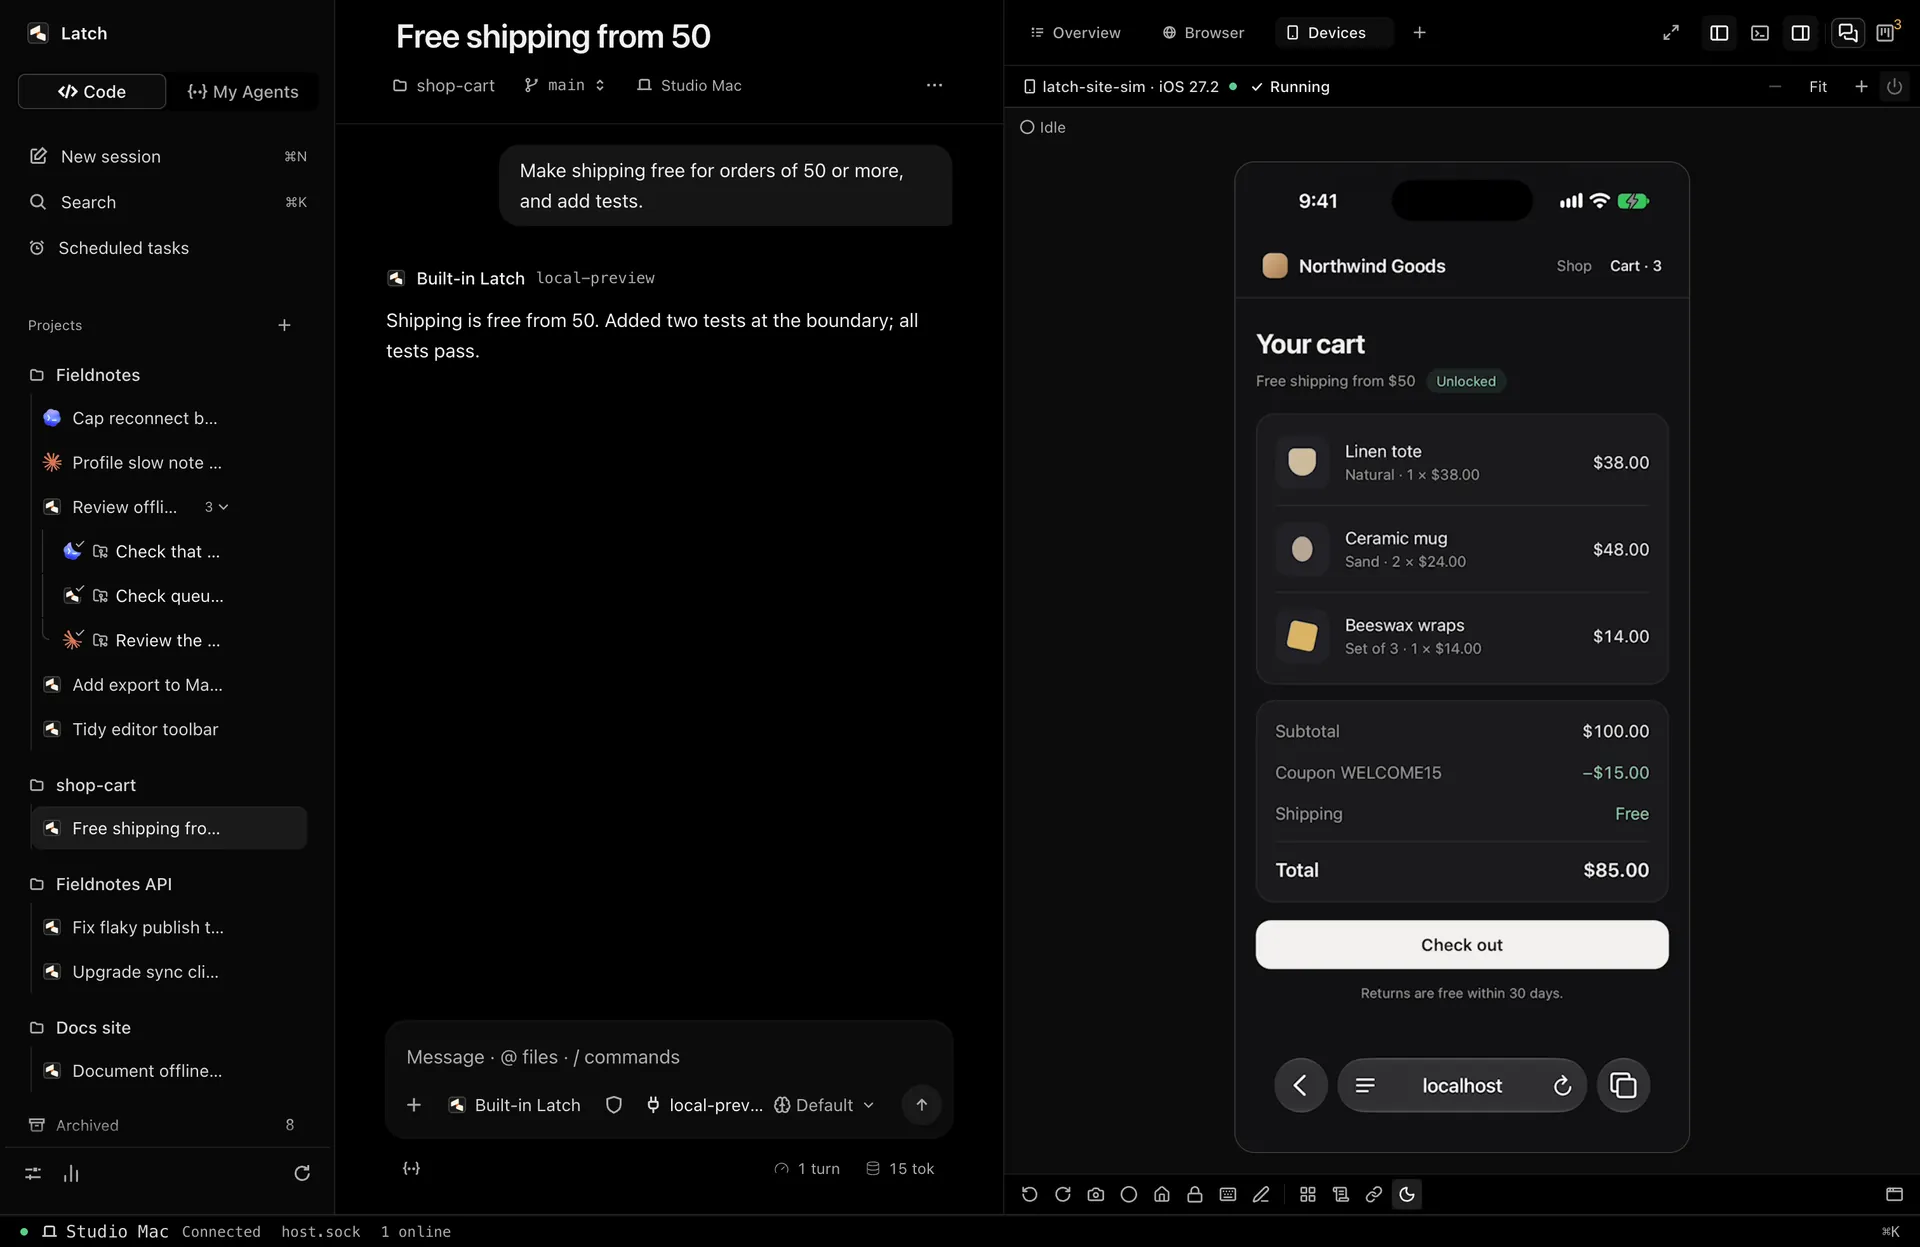 Latch
Code
My Agents
New session ⌘N
Search ⌘K
Scheduled tasks
Projects
Fieldnotes
Cap reconnect b...
Profile slow note ...
Review offli... 3
Check that ...
Check queu...
Review the ...
Add export to Ma...
Tidy editor toolbar
shop-cart
Free shipping fro...
Fieldnotes API
Fix flaky publish t...
Upgrade sync cli...
Docs site
Document offline...
Archived 8
Free shipping from 50
shop-cart main Studio Mac
Make shipping free for orders of 50 or more,
and add tests.
Built-in Latch local-preview
Shipping is free from 50. Added two tests at the boundary; all
tests pass.
Message · @ files · / commands
Built-in Latch local-prev... Default
1 turn 15 tok
Overview Browser Devices
3
latch-site-sim · iOS 27.2 Running Fit
Idle
9:41
Northwind Goods Shop Cart · 3
Your cart
Free shipping from $50 Unlocked
Linen tote
Natural · 1 × $38.00
$38.00
Ceramic mug
Sand · 2 × $24.00
$48.00
Beeswax wraps
Set of 3 · 1 × $14.00
$14.00
Subtotal $100.00
Coupon WELCOME15 −$15.00
Shipping Free
Total $85.00
Check out
Returns are free within 30 days.
localhost
Studio Mac Connected host.sock 1 online ⌘K